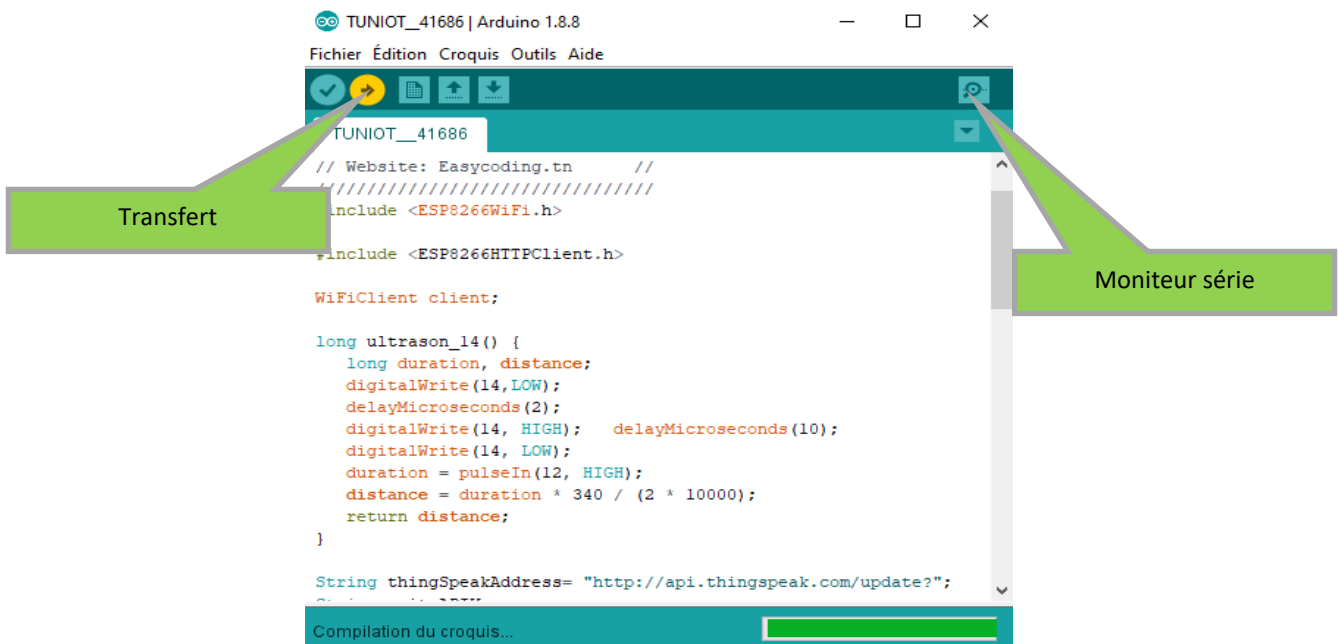 TUNIOT__41686 | Arduino 1.8.8
Fichier Édition Croquis Outils Aide
TUNIOT__41686
// Website: Easycoding.tn //
/////////////////////////////////
Transfert
include <ESP8266WiFi.h>
#include <ESP8266HTTPClient.h>
Moniteur série
WiFiClient client;
long ultrason_14() {
long duration, distance;
digitalWrite(14,LOW);
delayMicroseconds(2);
digitalWrite(14, HIGH); delayMicroseconds(10);
digitalWrite(14, LOW);
duration = pulseIn(12, HIGH);
distance = duration * 340 / (2 * 10000);
return distance;
}
String thingSpeakAddress= "http://api.thingspeak.com/update?";
Compilation du croquis...